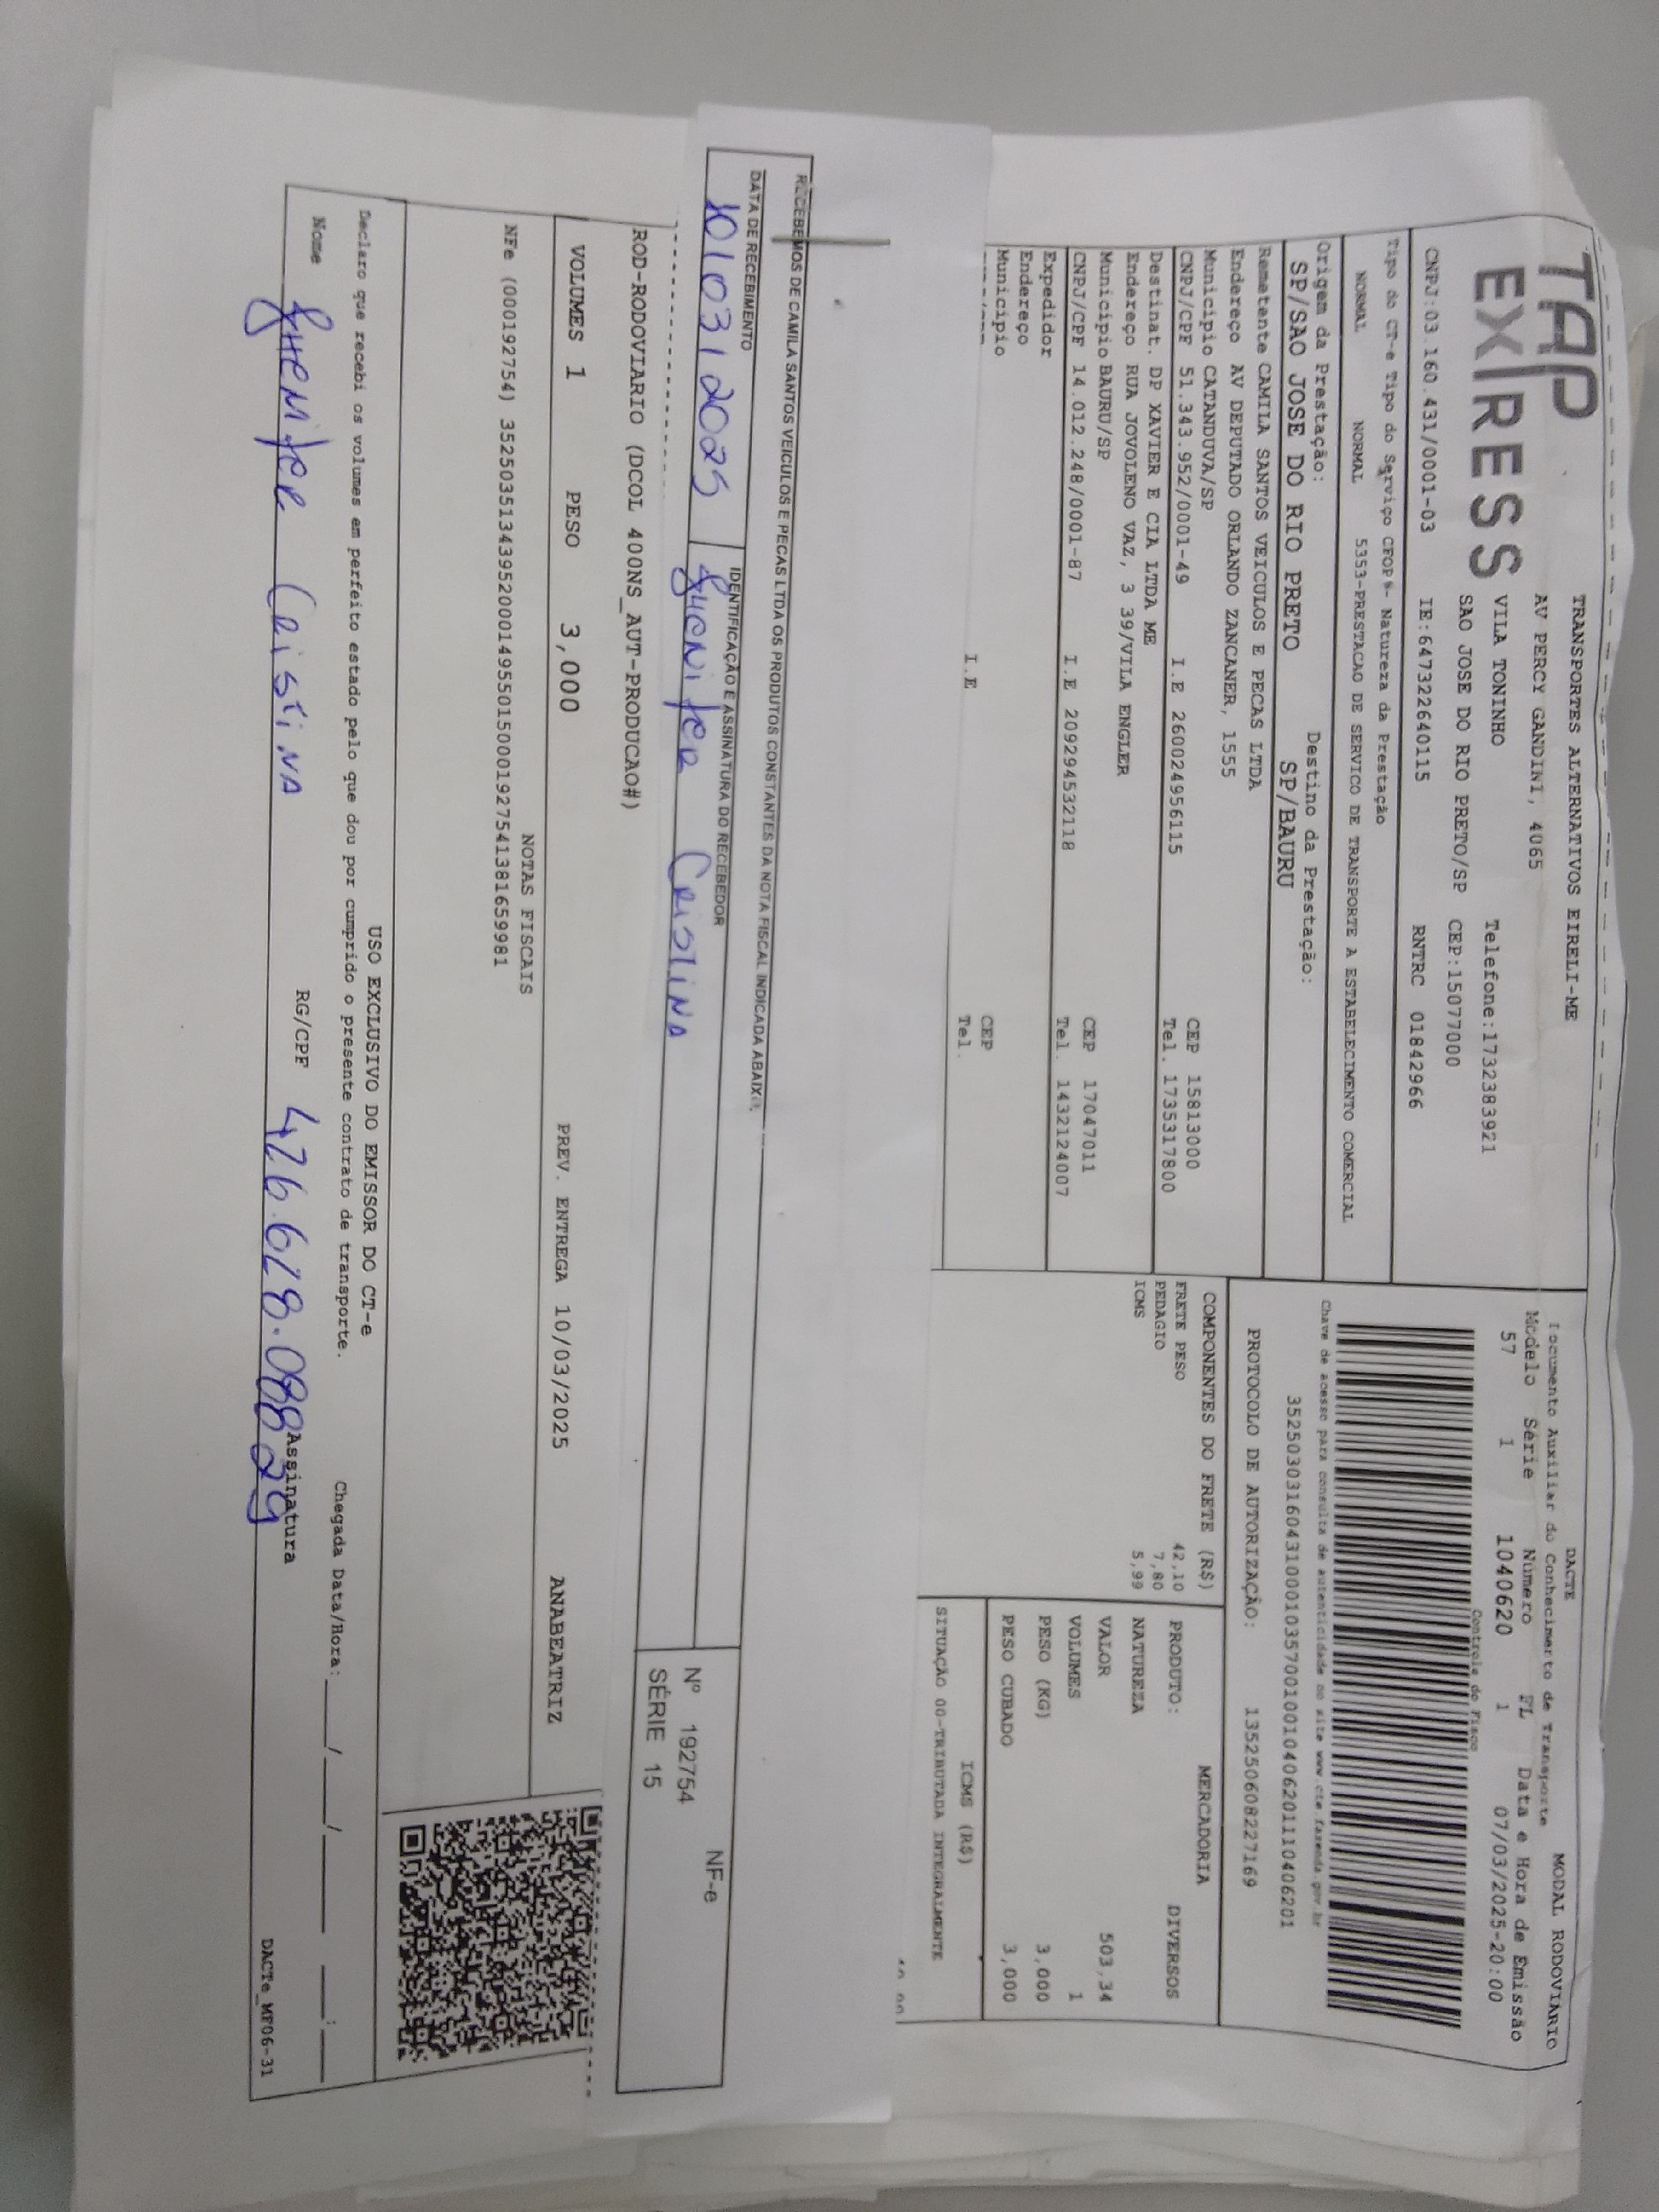 TAP
EXPRESS
TRANSPORTES ALTERNATIVOS EIRELI-ME
AV PERCY GANDINI, 4065
VILA TONINHO Telefone:1732383921
SAO JOSE DO RIO PRETO/SP CEP:15077000
CNPJ:03.160.431/0001-03 IE:647322640115 RNTRC 01842966
Tipo do CT-e Tipo do Serviço CFOP - Natureza da Prestação
NORMAL NORMAL 5353-PRESTACAO DE SERVICO DE TRANSPORTE A ESTABELECIMENTO COMERCIAL
Origem da Prestação: Destino da Prestação:
SP/SAO JOSE DO RIO PRETO SP/BAURU
Remetente CAMILA SANTOS VEICULOS E PECAS LTDA
Endereço AV DEPUTADO ORLANDO ZANCANER, 1555
Municipio CATANDUVA/SP CEP 15813000
CNPJ/CPF 51.343.952/0001-49 I.E 260024956115 Tel. 1735317800
Destinat. DP XAVIER E CIA LTDA ME
Endereço RUA JOVOLENO VAZ, 3 39/VILA ENGLER
Municipio BAURU/SP CEP 17047011
CNPJ/CPF 14.012.248/0001-87 I.E 209294532118 Tel. 1432124007
Expedidor
Endereço
Municipio CEP
I.E Tel.
DACTE MODAL RODOVIÁRIO
Documento Auxiliar do Conhecimento de Transporte
Modelo Série Número FL Data e Hora de Emissão
57 1 1040620 1 07/03/2025-20:00
Controle do Fisco
Chave de acesso para consulta de autenticidade no site www.cte.fazenda.gov.br
35250303160431000103570010010406201110406201
PROTOCOLO DE AUTORIZAÇÃO: 135250608227169
COMPONENTES DO FRETE (R$)
FRETE PESO 42,10
PEDAGIO 7,80
ICMS 5,99
MERCADORIA
PRODUTO: DIVERSOS
NATUREZA
VALOR 503,34
VOLUMES 1
PESO (KG) 3,000
PESO CUBADO 3,000
ICMS (R$)
SITUAÇÃO 00-TRIBUTADA INTEGRALMENTE
RECEBEMOS DE CAMILA SANTOS VEICULOS E PECAS LTDA OS PRODUTOS CONSTANTES DA NOTA FISCAL INDICADA ABAIXO.
DATA DE RECEBIMENTO IDENTIFICAÇÃO E ASSINATURA DO RECEBEDOR
10/03/2025 Jhenifer Cristina
NF-e
Nº 192754
SÉRIE 15
ROD-RODOVIARIO (DCOL 400NS_AUT-PRODUCAO#)
VOLUMES 1 PESO 3,000 PREV. ENTREGA 10/03/2025 ANABEATRIZ
NOTAS FISCAIS
NFe (000192754) 35250351343952000149550150001927541381659981
USO EXCLUSIVO DO EMISSOR DO CT-e
Declaro que recebi os volumes em perfeito estado pelo que dou por cumprido o presente contrato de transporte. Chegada Data/Hora: ___/___/___ __:__
Nome Jhenifer Cristina RG/CPF 476.618.08829 Assinatura
DACTe_MF06-31